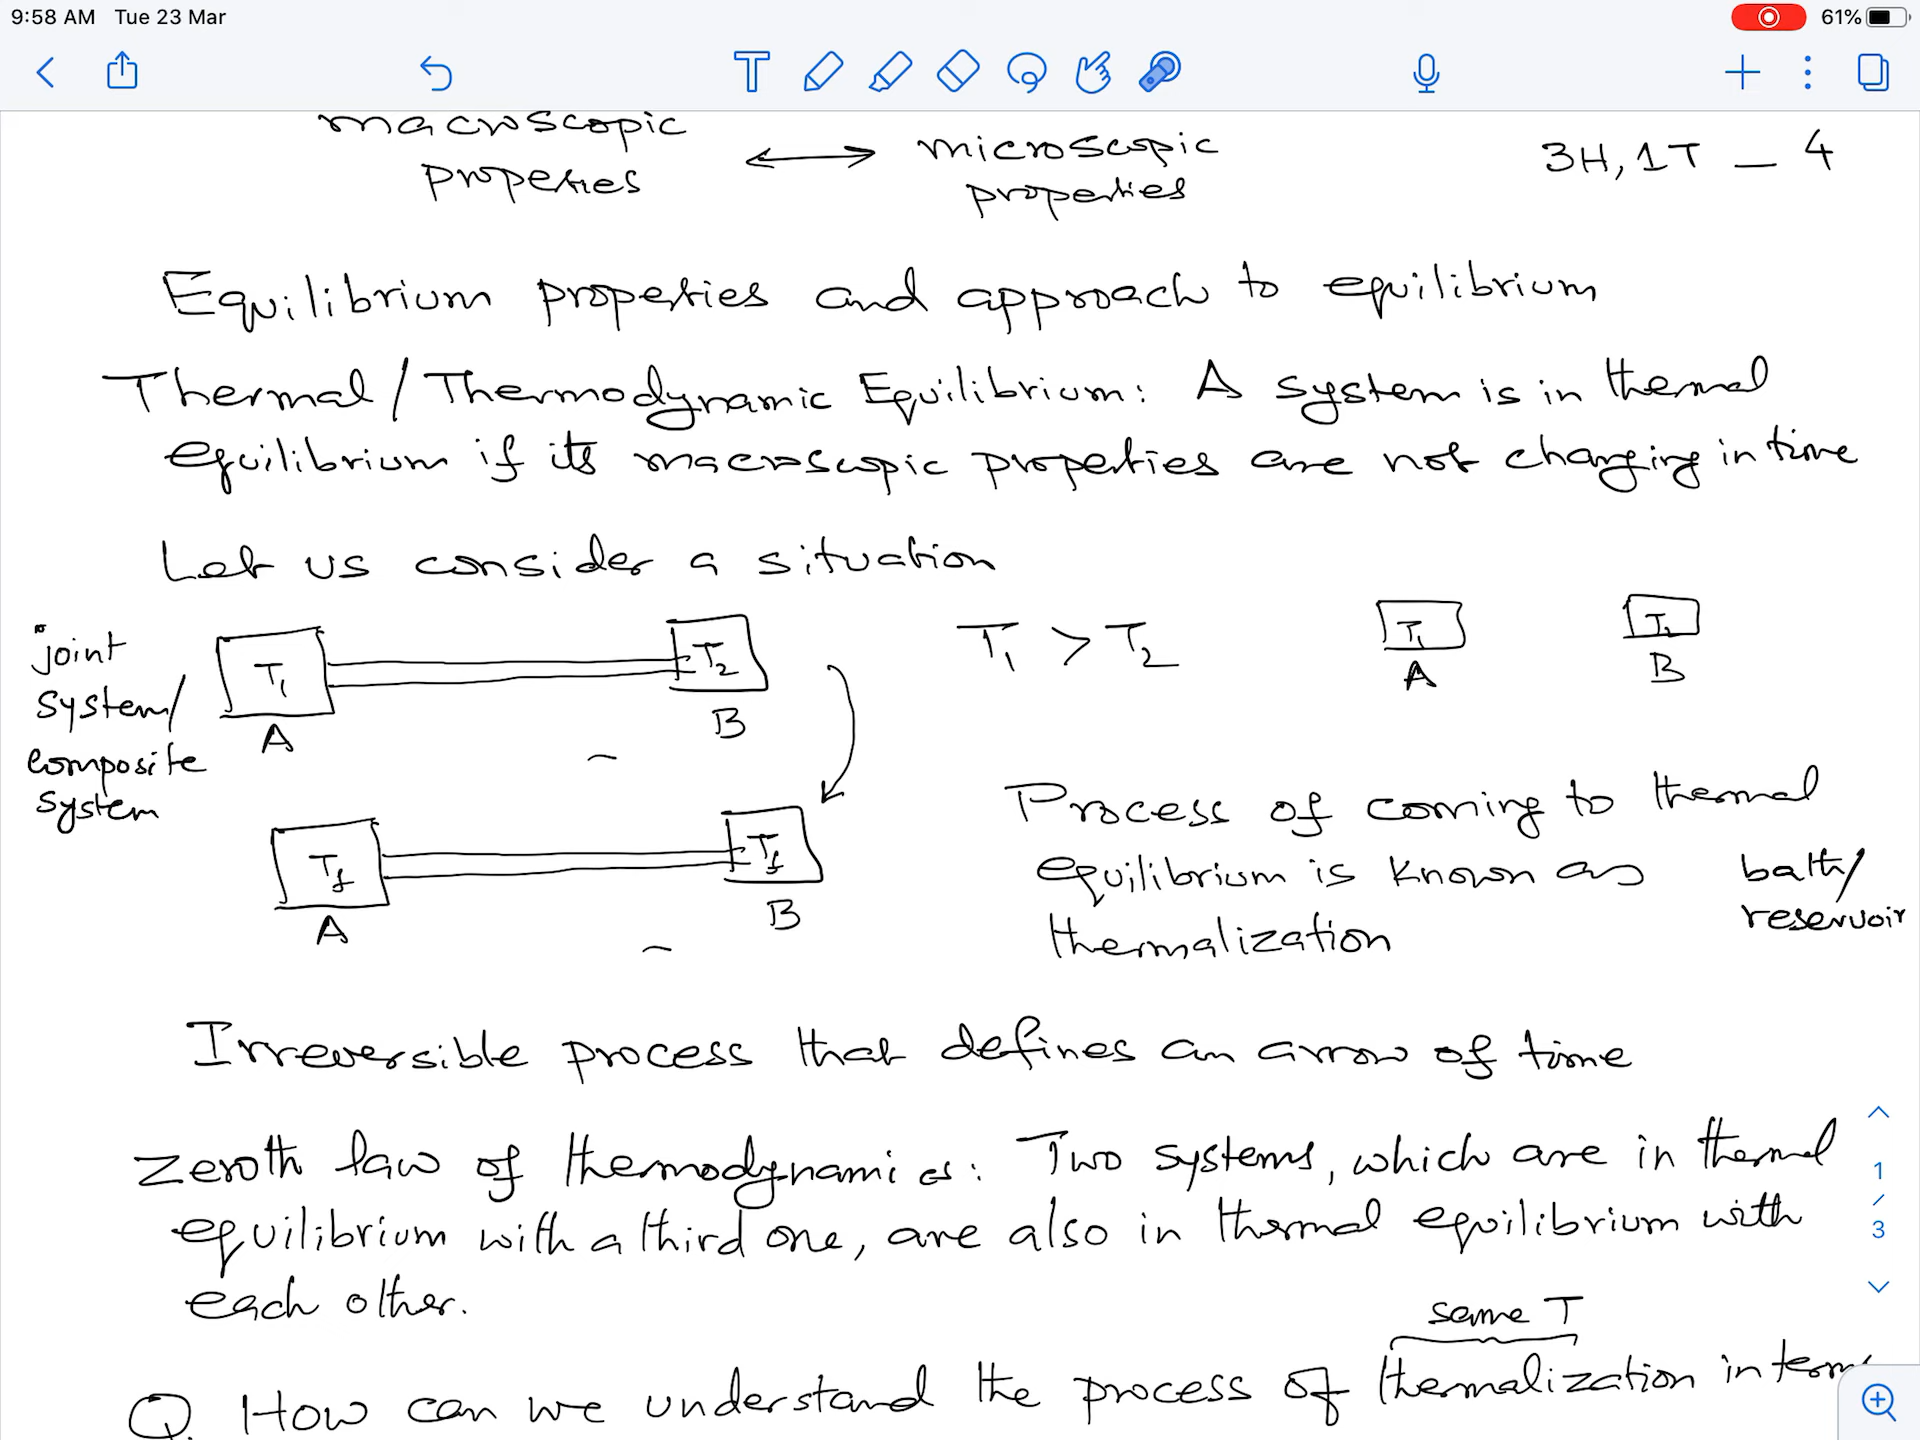 9:58 AM Tue 23 Mar
61%
macroscopic
properties
microscopic
properties
3H, 1T — 4
Equilibrium properties and approach to equilibrium
Thermal / Thermodynamic Equilibrium: A system is in thermal
equilibrium if its macroscopic properties are not changing in time
Let us consider a situation
joint
system/
composite
system
T1
A
T2
B
T1 > T2
T1
A
B
Tf
A
Tf
B
Process of coming to thermal
equilibrium is known as
thermalization
bath/
reservoir
Irreversible process that defines an arrow of time
Zeroth law of thermodynamics: Two systems, which are in thermal
equilibrium with a third one, are also in thermal equilibrium with
each other.
same T
Q. How can we understand the process of thermalization in terms
1
/
3